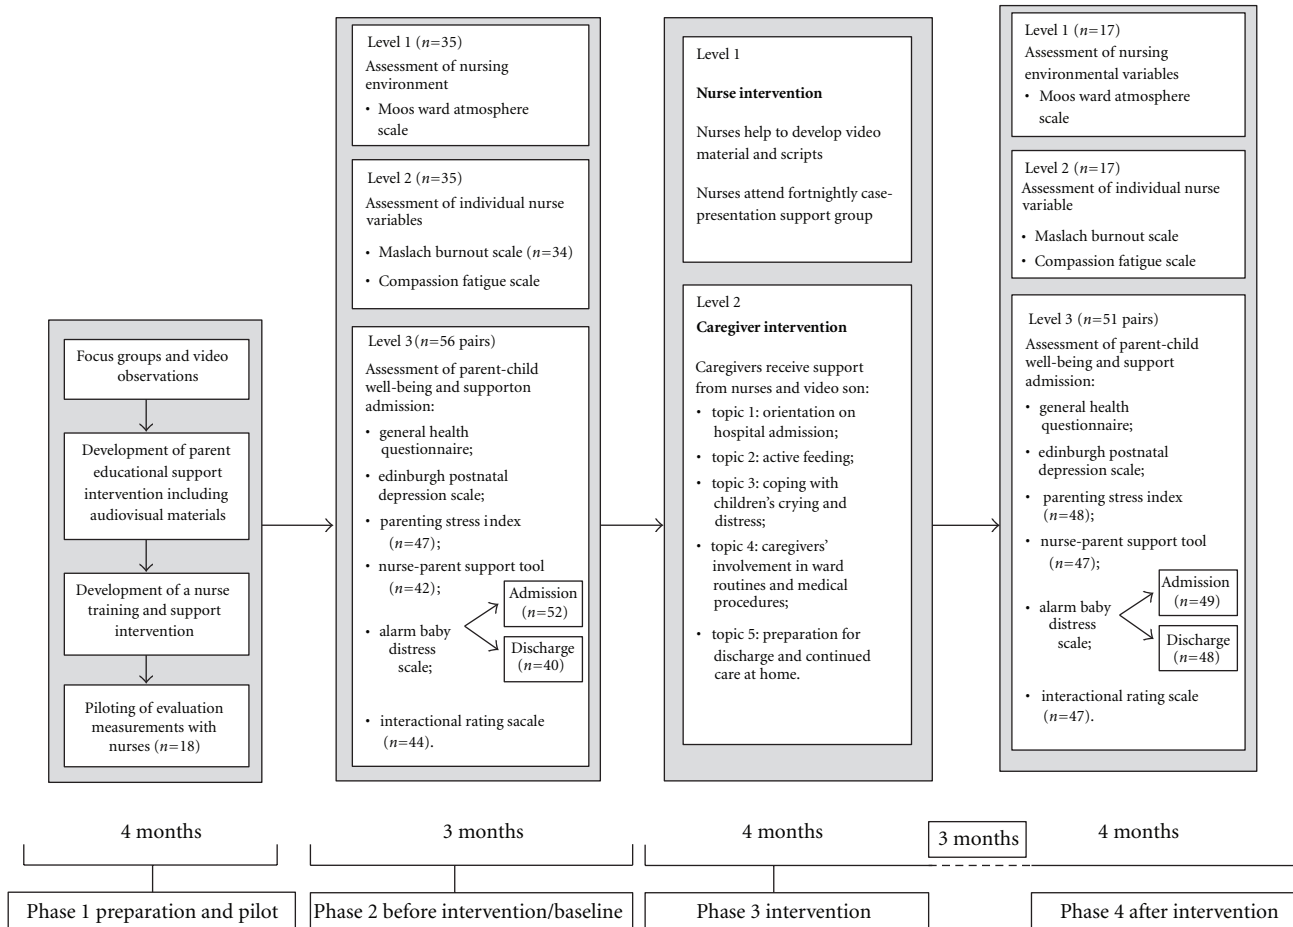 Focus groups and video
observations
Development of parent
educational support
intervention including
audiovisual materials
Development of a nurse
training and support
intervention
Piloting of evaluation
measurements with
nurses (n=18)
Level 1 (n=35)
Assessment of nursing
environment
• Moos ward atmosphere
scale
Level 2 (n=35)
Assessment of individual nurse
variables
• Maslach burnout scale (n=34)
• Compassion fatigue scale
Level 3(n=56 pairs)
Assessment of parent-child
well-being and supporton
admission:
• general health
questionnaire;
• edinburgh postnatal
depression scale;
• parenting stress index
(n=47);
• nurse-parent support tool
(n=42);
• alarm baby
distress scale;
Admission
(n=52)
Discharge
(n=40)
• interactional rating sacale
(n=44).
Level 1
Nurse intervention
Nurses help to develop video
material and scripts
Nurses attend fortnightly case-
presentation support group
Level 2
Caregiver intervention
Caregivers receive support
from nurses and video son:
• topic 1: orientation on
hospital admission;
• topic 2: active feeding;
• topic 3: coping with
children's crying and
distress;
• topic 4: caregivers'
involvement in ward
routines and medical
procedures;
• topic 5: preparation for
discharge and continued
care at home.
Level 1 (n=17)
Assessment of nursing
environmental variables
• Moos ward atmosphere
scale
Level 2 (n=17)
Assessment of individual nurse
variable
• Maslach burnout scale
• Compassion fatigue scale
Level 3 (n=51 pairs)
Assessment of parent-child
well-being and support
admission:
• general health
questionnaire;
• edinburgh postnatal
depression scale;
• parenting stress index
(n=48);
• nurse-parent support tool
(n=47);
• alarm baby
distress
scale;
Admission
(n=49)
Discharge
(n=48)
• interactional rating scale
(n=47).
4 months
3 months
4 months
3 months
4 months
Phase 1 preparation and pilot
Phase 2 before intervention/baseline
Phase 3 intervention
Phase 4 after intervention